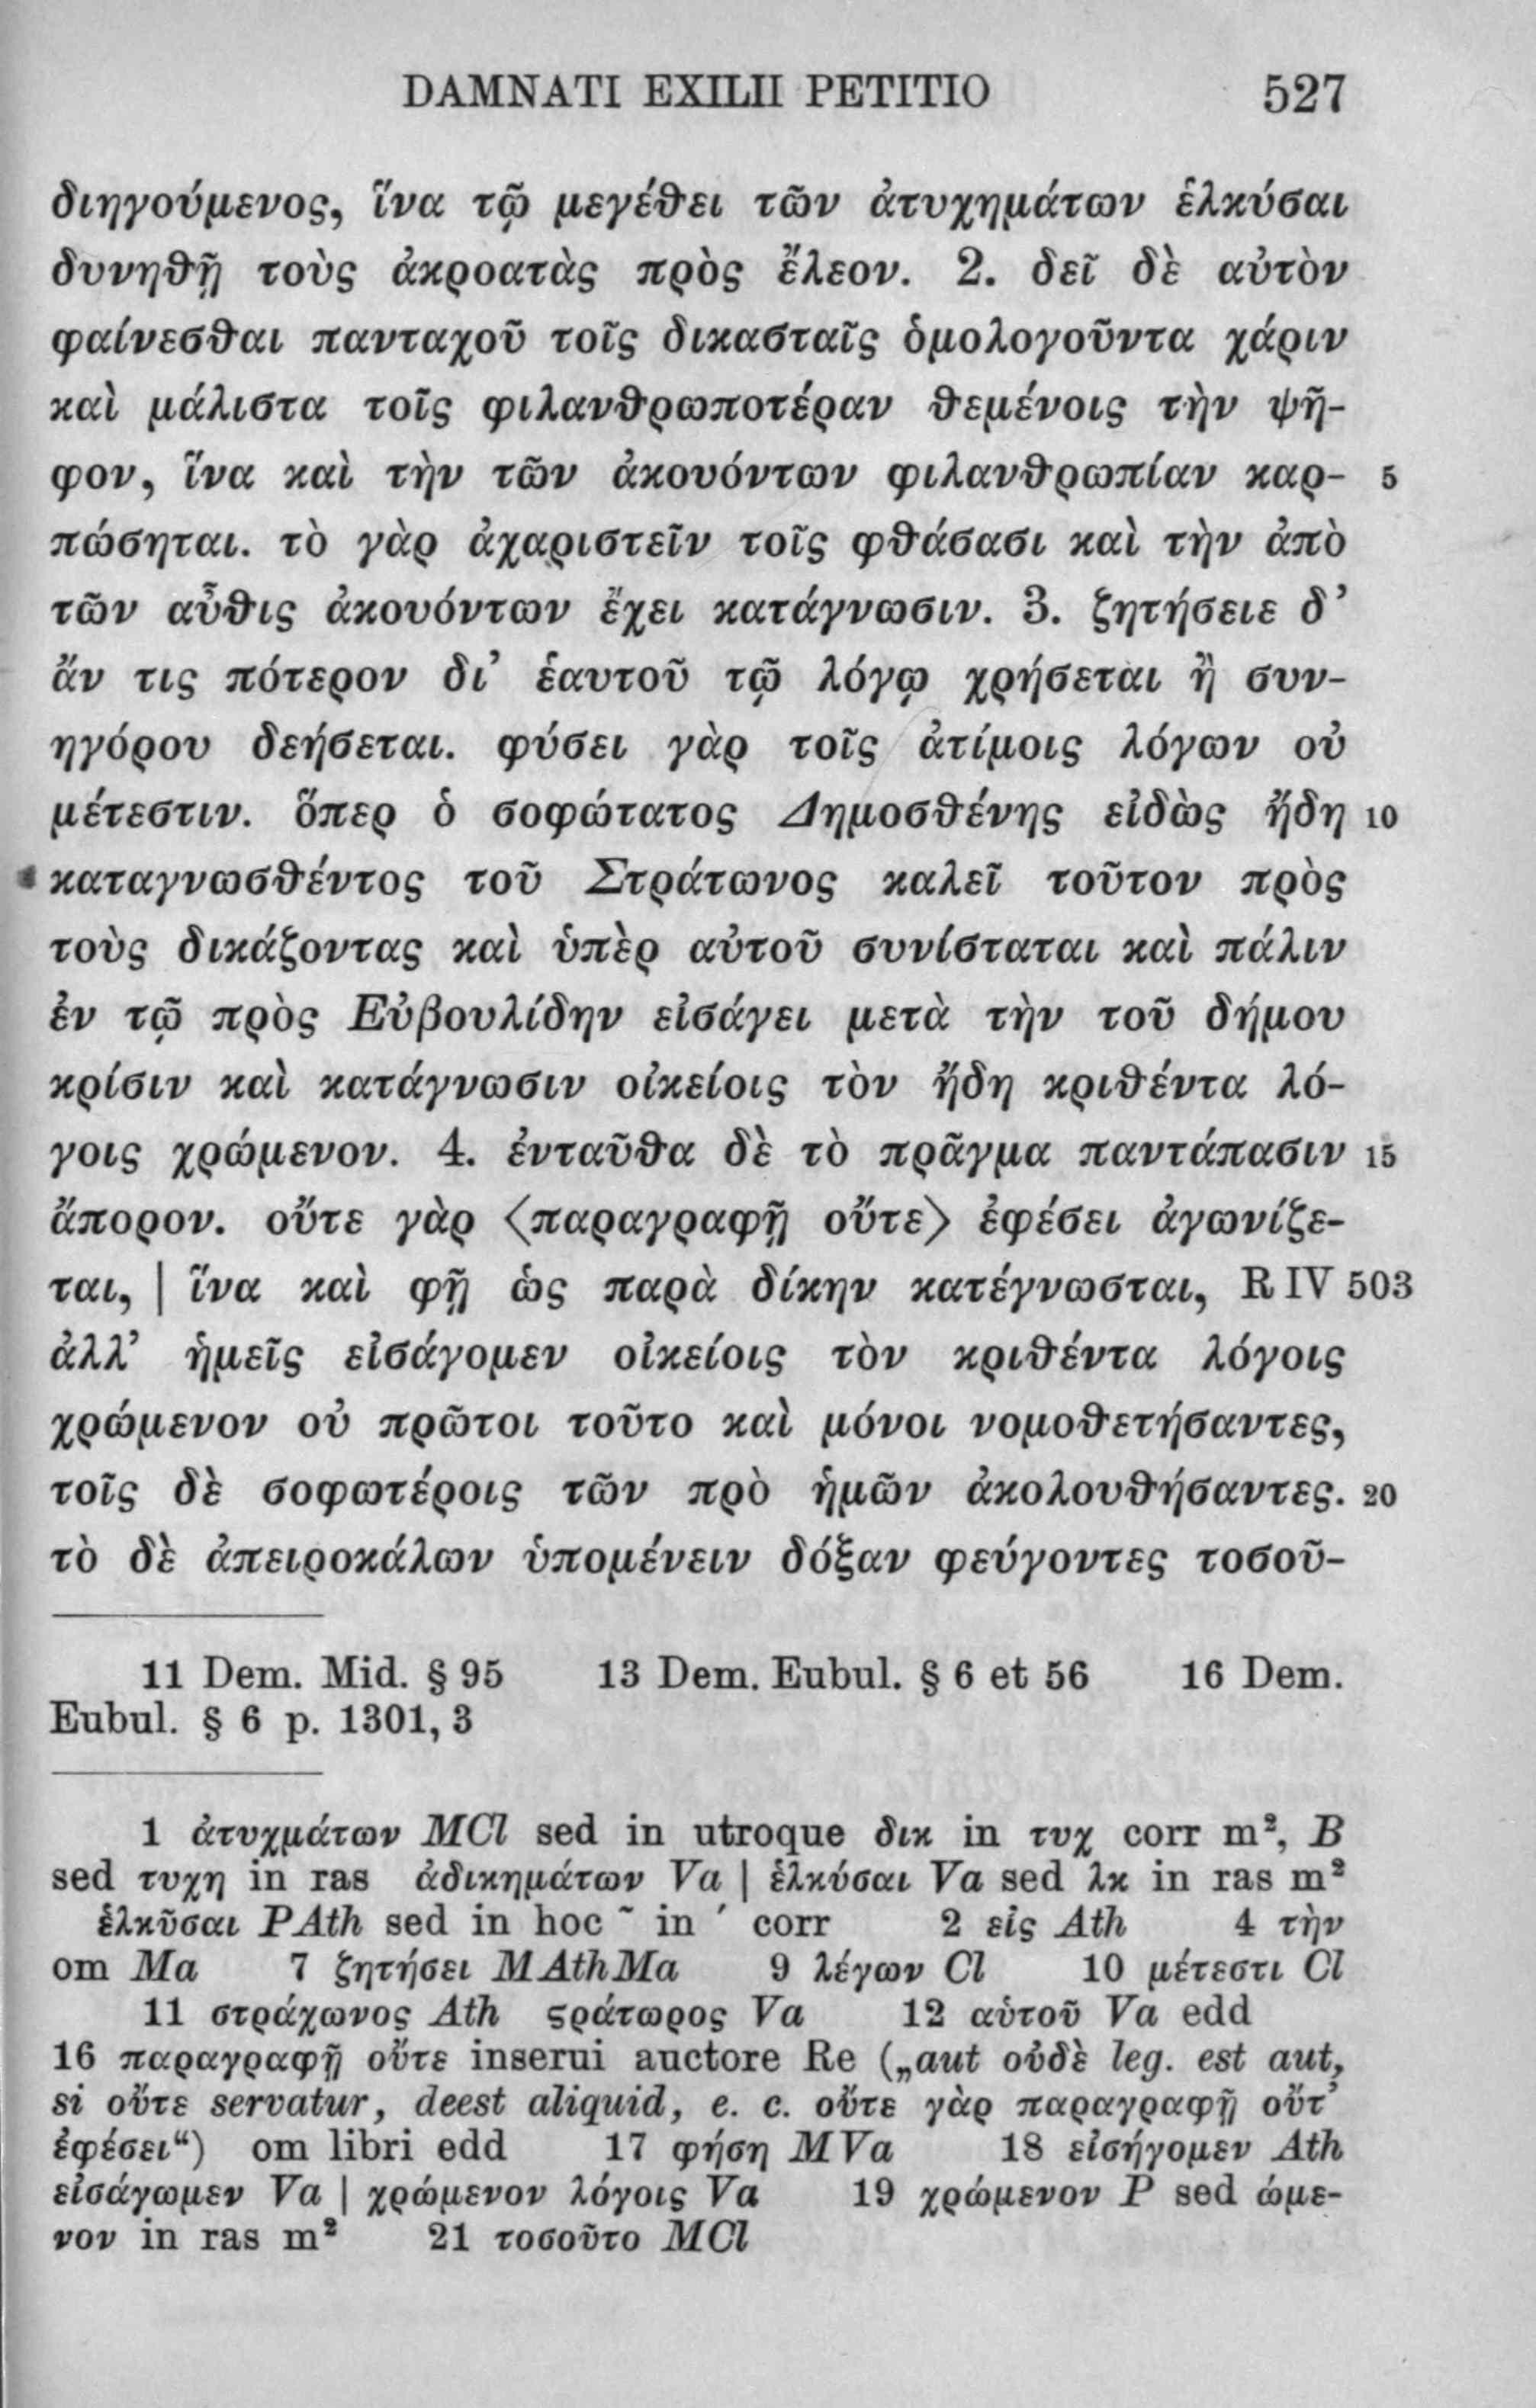 DAMNATI EXILII PETITIO 527
διηγούμενος, ἵνα τῷ μεγέθει τῶν ἀτυχημάτων ἑλκύσαι
δυνηθῇ τοὺς ἀκροατὰς πρὸς ἔλεον. 2. δεῖ δὲ αὐτὸν
φαίνεσθαι πανταχοῦ τοῖς δικασταῖς ὁμολογοῦντα χάριν
καὶ μάλιστα τοῖς φιλανθρωποτέραν θεμένοις τὴν ψῆ-
φον, ἵνα καὶ τὴν τῶν ἀκουόντων φιλανθρωπίαν καρ- 5
πώσηται. τὸ γὰρ ἀχαριστεῖν τοῖς φθάσασι καὶ τὴν ἀπὸ
τῶν αὖθις ἀκουόντων ἔχει κατάγνωσιν. 3. ζητήσειε δ’
ἄν τις πότερον δι’ ἑαυτοῦ τῷ λόγῳ χρήσεται ἢ συν-
ηγόρου δεήσεται. φύσει γὰρ τοῖς ἀτίμοις λόγων οὐ
μέτεστιν. ὅπερ ὁ σοφώτατος Δημοσθένης εἰδὼς ἤδη 10
καταγνωσθέντος τοῦ Στράτωνος καλεῖ τοῦτον πρὸς
τοὺς δικάζοντας καὶ ὑπὲρ αὐτοῦ συνίσταται καὶ πάλιν
ἐν τῷ πρὸς Εὐβουλίδην εἰσάγει μετὰ τὴν τοῦ δήμου
κρίσιν καὶ κατάγνωσιν οἰκείοις τὸν ἤδη κριθέντα λό-
γοις χρώμενον. 4. ἐνταῦθα δὲ τὸ πρᾶγμα παντάπασιν 15
ἄπορον. οὔτε γὰρ ⟨παραγραφῇ οὔτε⟩ ἐφέσει ἀγωνίζε-
ται, | ἵνα καὶ φῇ ὡς παρὰ δίκην κατέγνωσται, R IV 503
ἀλλ’ ἡμεῖς εἰσάγομεν οἰκείοις τὸν κριθέντα λόγοις
χρώμενον οὐ πρῶτοι τοῦτο καὶ μόνοι νομοθετήσαντες,
τοῖς δὲ σοφωτέροις τῶν πρὸ ἡμῶν ἀκολουθήσαντες. 20
τὸ δὲ ἀπειροκάλων ὑπομένειν δόξαν φεύγοντες τοσοῦ-
11 Dem. Mid. § 95 13 Dem. Eubul. § 6 et 56 16 Dem.
Eubul. § 6 p. 1301, 3
1 ἀτυχμάτων MCl sed in utroque δικ in τυχ corr m², B
sed τυχη in ras ἀδικημάτων Va | ἑλκύσαι Va sed λκ in ras m²
ἑλκῦσαι P Ath sed in hoc ῀ in ´ corr 2 εἰς Ath 4 τὴν
om Ma 7 ζητήσει M Ath Ma 9 λέγων Cl 10 μέτεστι Cl
11 στράχωνος Ath ϛράτωρος Va 12 αὑτοῦ Va edd
16 παραγραφῇ οὔτε inserui auctore Re („aut οὐδὲ leg. est aut,
si οὔτε servatur, deest aliquid, e. c. οὔτε γὰρ παραγραφῇ οὔτ’
ἐφέσει“) om libri edd 17 φήσῃ M Va 18 εἰσήγομεν Ath
εἰσάγωμεν Va | χρώμενον λόγοις Va 19 χρώμενον P sed ώμε-
νον in ras m² 21 τοσοῦτο MCl